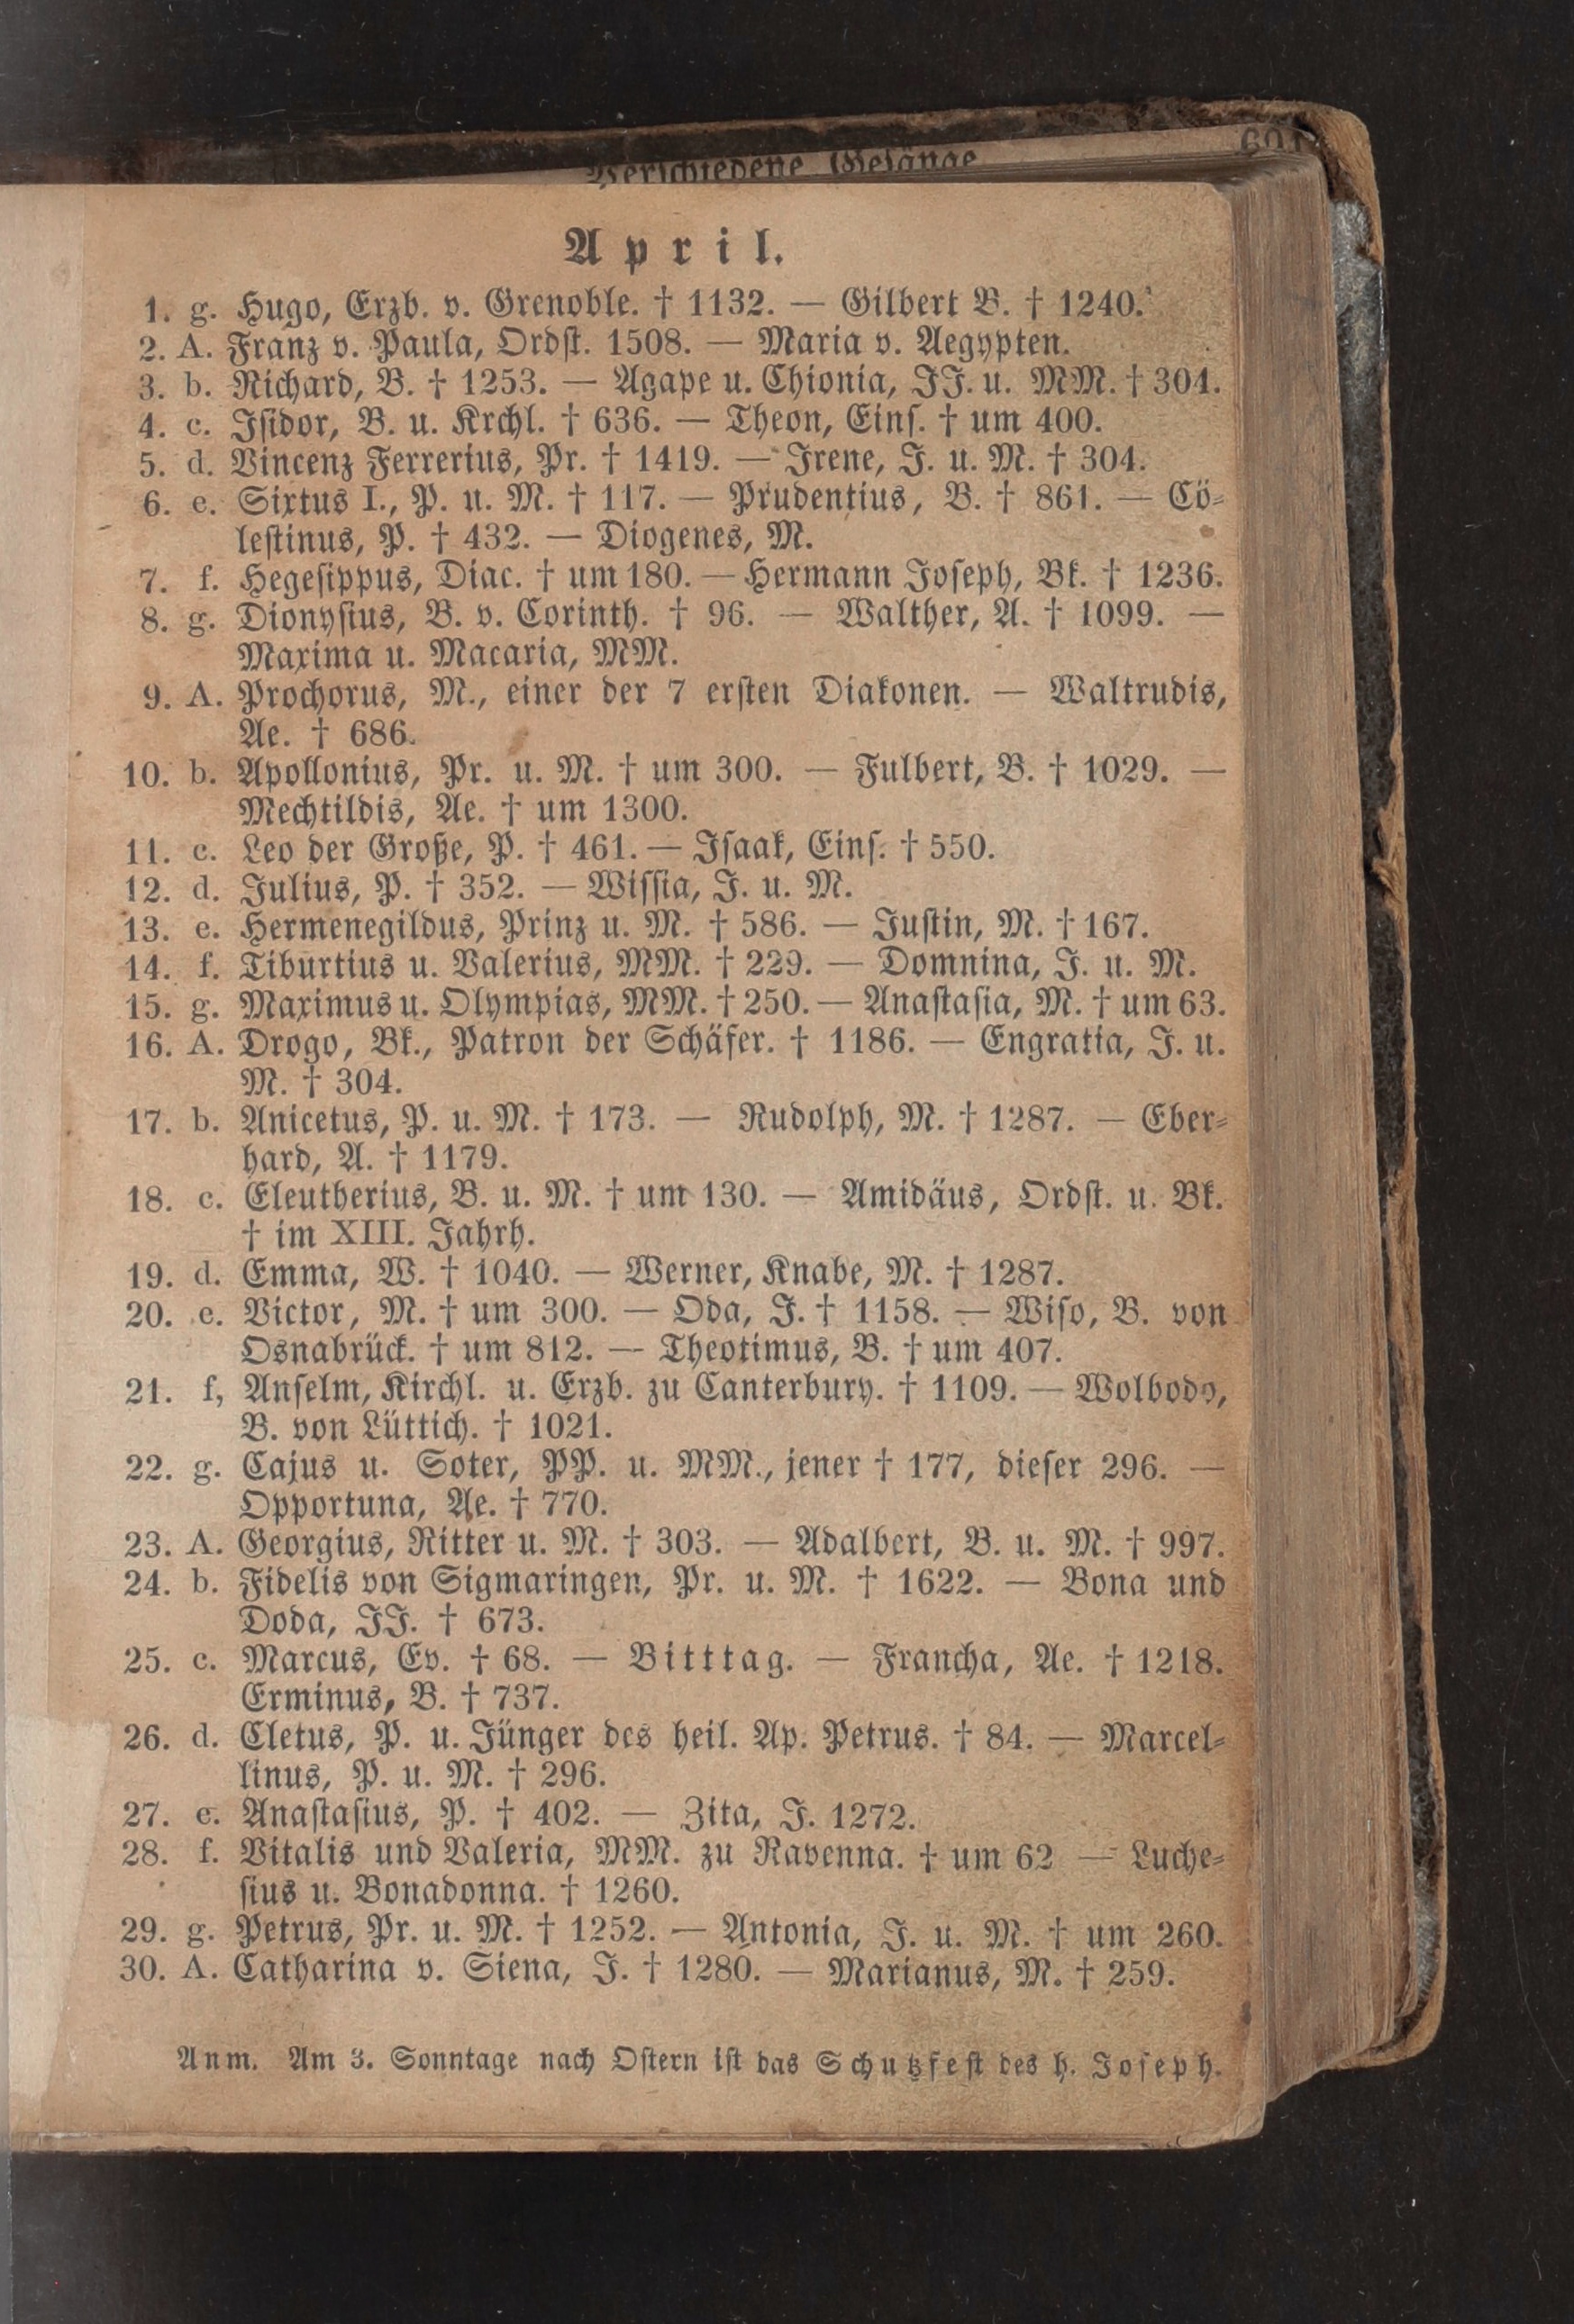 Verschiedene Gesänge
April.
1. g. Hugo, Erzb. v. Grenoble. † 1132. — Gilbert B. † 1240.
2. A. Franz v. Paula, Ordst. 1508. — Maria v. Aegypten.
3. b. Richard, B. † 1253. — Agape u. Chionia, JJ. u. MM. † 304.
4. c. Isidor, B. u. Krchl. † 636. — Theon, Eins. † um 400.
5. d. Vincenz Ferrerius, Pr. † 1419. — Irene, J. u. M. † 304.
6. e. Sixtus I., P. u. M. † 117. — Prudentius, B. † 861. — Cö-
lestinus, P. † 432. — Diogenes, M.
7. f. Hegesippus, Diac. † um 180. — Hermann Joseph, Bk. † 1236.
8. g. Dionysius, B. v. Corinth. † 96. — Walther, A. † 1099. —
Maxima u. Macaria, MM.
9. A. Prochorus, M., einer der 7 ersten Diakonen. — Waltrudis,
Ae. † 686.
10. b. Apollonius, Pr. u. M. † um 300. — Fulbert, B. † 1029. —
Mechtildis, Ae. † um 1300.
11. c. Leo der Große, P. † 461. — Isaak, Eins. † 550.
12. d. Julius, P. † 352. — Wissia, J. u. M.
13. e. Hermenegildus, Prinz u. M. † 586. — Justin, M. † 167.
14. f. Tiburtius u. Valerius, MM. † 229. — Domnina, J. u. M.
15. g. Maximus u. Olympias, MM. † 250. — Anastasia, M. † um 63.
16. A. Drogo, Bk., Patron der Schäfer. † 1186. — Engratia, J. u.
M. † 304.
17. b. Anicetus, P. u. M. † 173. — Rudolph, M. † 1287. — Eber-
hard, A. † 1179.
18. c. Eleutherius, B. u. M. † um 130. — Amidäus, Ordst. u. Bk.
† im XIII. Jahrh.
19. d. Emma, W. † 1040. — Werner, Knabe, M. † 1287.
20. e. Victor, M. † um 300. — Oda, J. † 1158. — Wiso, B. von
Osnabrück. † um 812. — Theotimus, B. † um 407.
21. f, Anselm, Kirchl. u. Erzb. zu Canterbury. † 1109. — Wolbodo,
B. von Lüttich. † 1021.
22. g. Cajus u. Soter, PP. u. MM., jener † 177, dieser 296. —
Opportuna, Ae. † 770.
23. A. Georgius, Ritter u. M. † 303. — Adalbert, B. u. M. † 997.
24. b. Fidelis von Sigmaringen, Pr. u. M. † 1622. — Bona und
Doda, JJ. † 673.
25. c. Marcus, Ev. † 68. — Bitttag. — Francha, Ae. † 1218.
Erminus, B. † 737.
26. d. Cletus, P. u. Jünger des heil. Ap. Petrus. † 84. — Marcel-
linus, P. u. M. † 296.
27. e. Anastasius, P. † 402. — Zita, J. 1272.
28. f. Vitalis und Valeria, MM. zu Ravenna. † um 62 — Luche-
sius u. Bonadonna. † 1260.
29. g. Petrus, Pr. u. M. † 1252. — Antonia, J. u. M. † um 260.
30. A. Catharina v. Siena, J. † 1280. — Marianus, M. † 259.
Anm. Am 3. Sonntage nach Ostern ist das Schutzfest des h. Joseph.